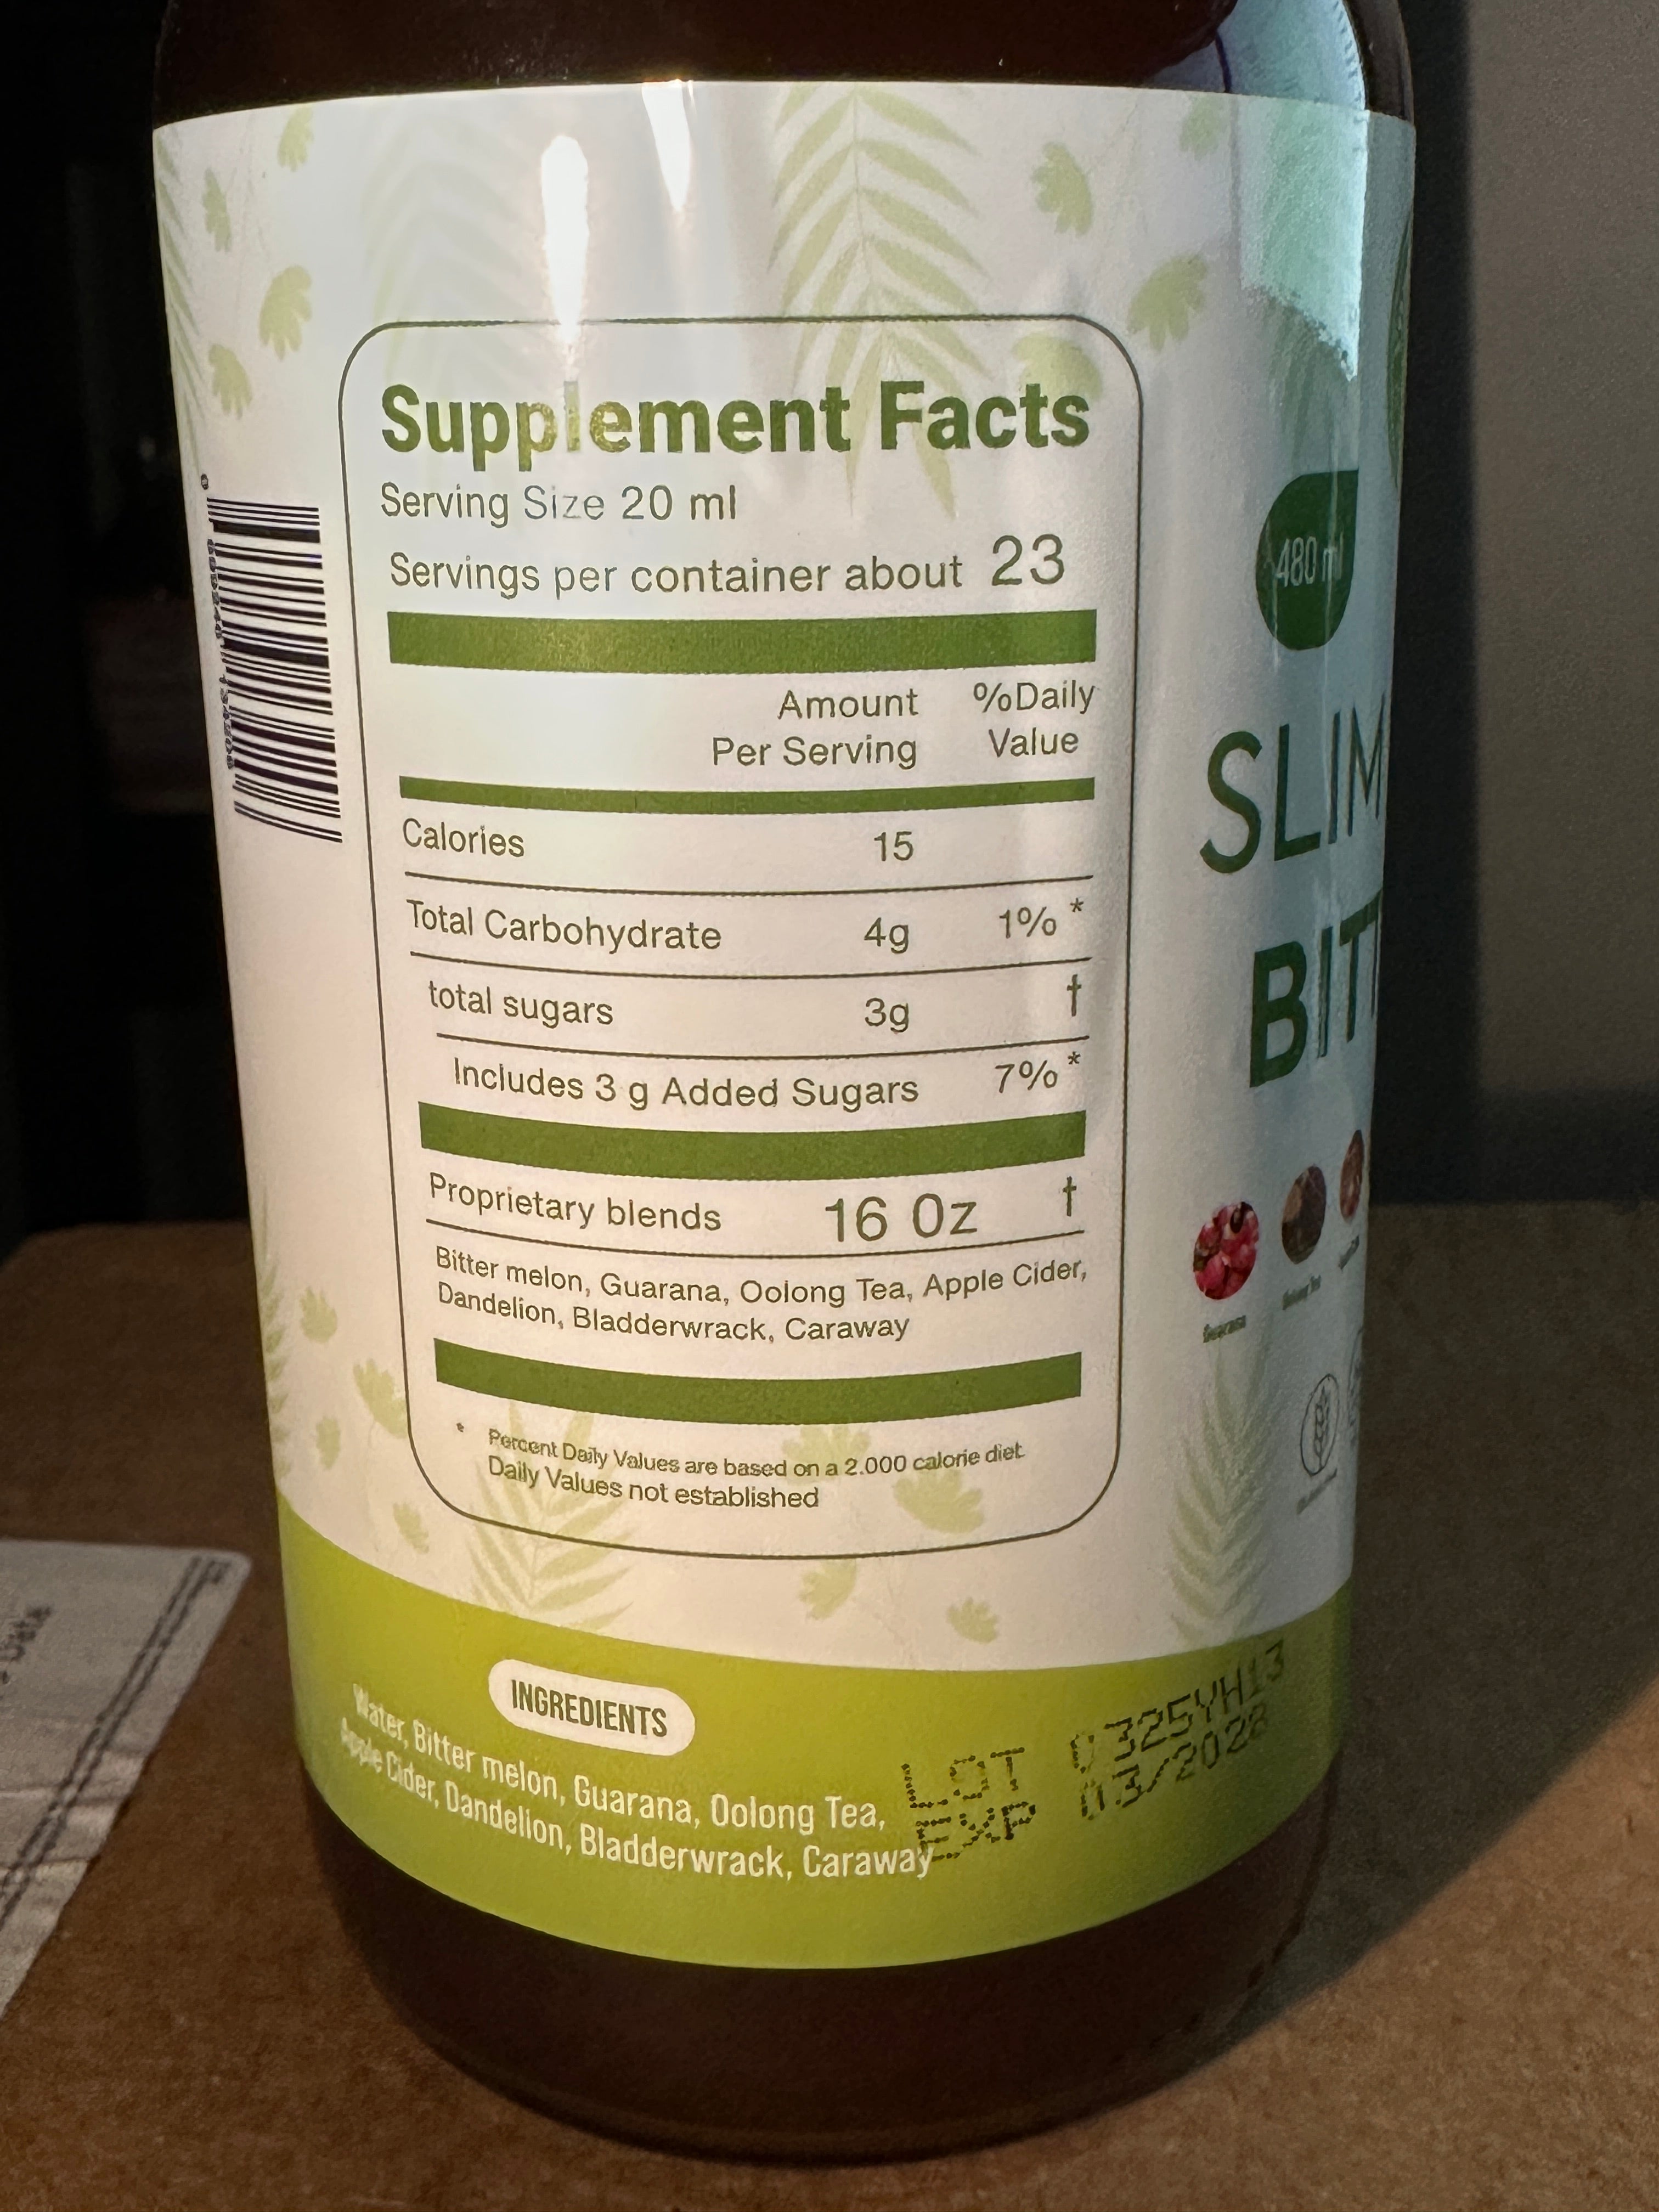 Supplement Facts
Serving Size 20 ml
Servings per container about 23
Amount %Daily
Per Serving Value
Calories 15
Total Carbohydrate 4g 1% *
total sugars 3g †
Includes 3 g Added Sugars 7% *
Proprietary blends 16 Oz †
Bitter melon, Guarana, Oolong Tea, Apple Cider,
Dandelion, Bladderwrack, Caraway
* Percent Daily Values are based on a 2.000 calorie diet.
Daily Values not established
INGREDIENTS
Water, Bitter melon, Guarana, Oolong Tea,
Apple Cider, Dandelion, Bladderwrack, Caraway
LOT 0325YH13
EXP 03/2028
480 ml
SLIM
BITT
Guarana